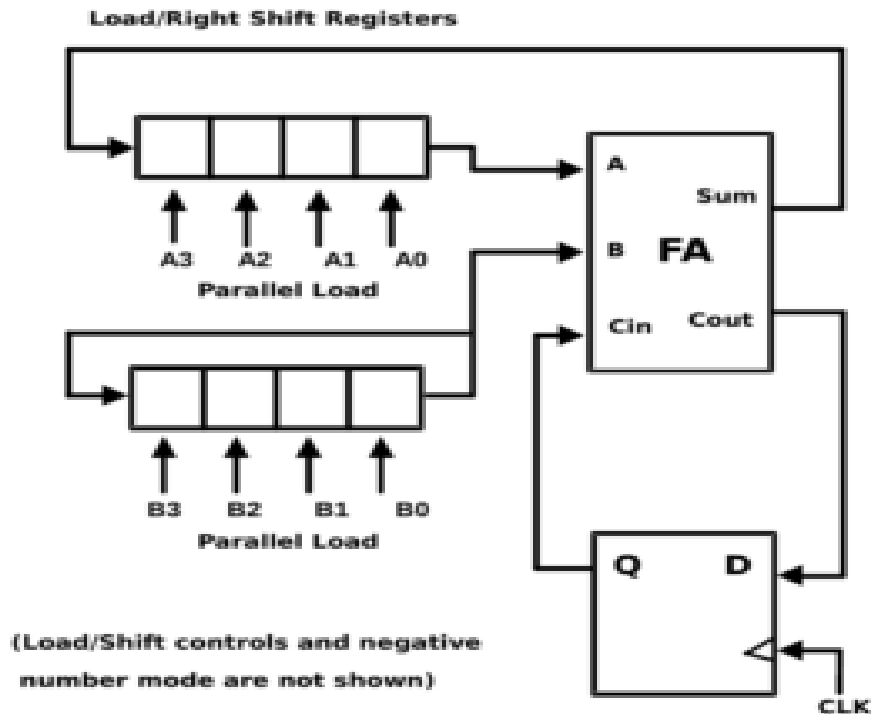 Load/Right Shift Registers
A
Sum
B
FA
A3 A2 A1 A0
Parallel Load
Cin
Cout
B3 B2 B1 B0
Parallel Load
Q D
(Load/Shift controls and negative
number mode are not shown)
CLK